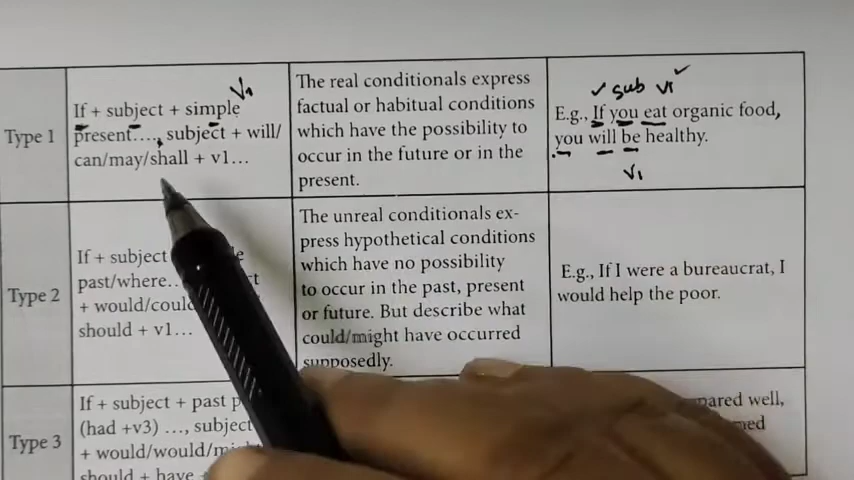 V1
If + subject + simple
present…., subject + will/
Type 1
can/may/shall + v1…
The real conditionals express
factual or habitual conditions
which have the possibility to
occur in the future or in the
present.
sub V1
E.g., If you eat organic food,
you will be healthy.
V1
Type 2
If + subject
past/where…
+ would/could
should + v1…
The unreal conditionals ex-
press hypothetical conditions
which have no possibility
to occur in the past, present
or future. But describe what
could/might have occurred
supposedly.
E.g., If I were a bureaucrat, I
would help the poor.
Type 3
If + subject + past
(had +v3) …, subject
+ would/would/
should + have +
well,